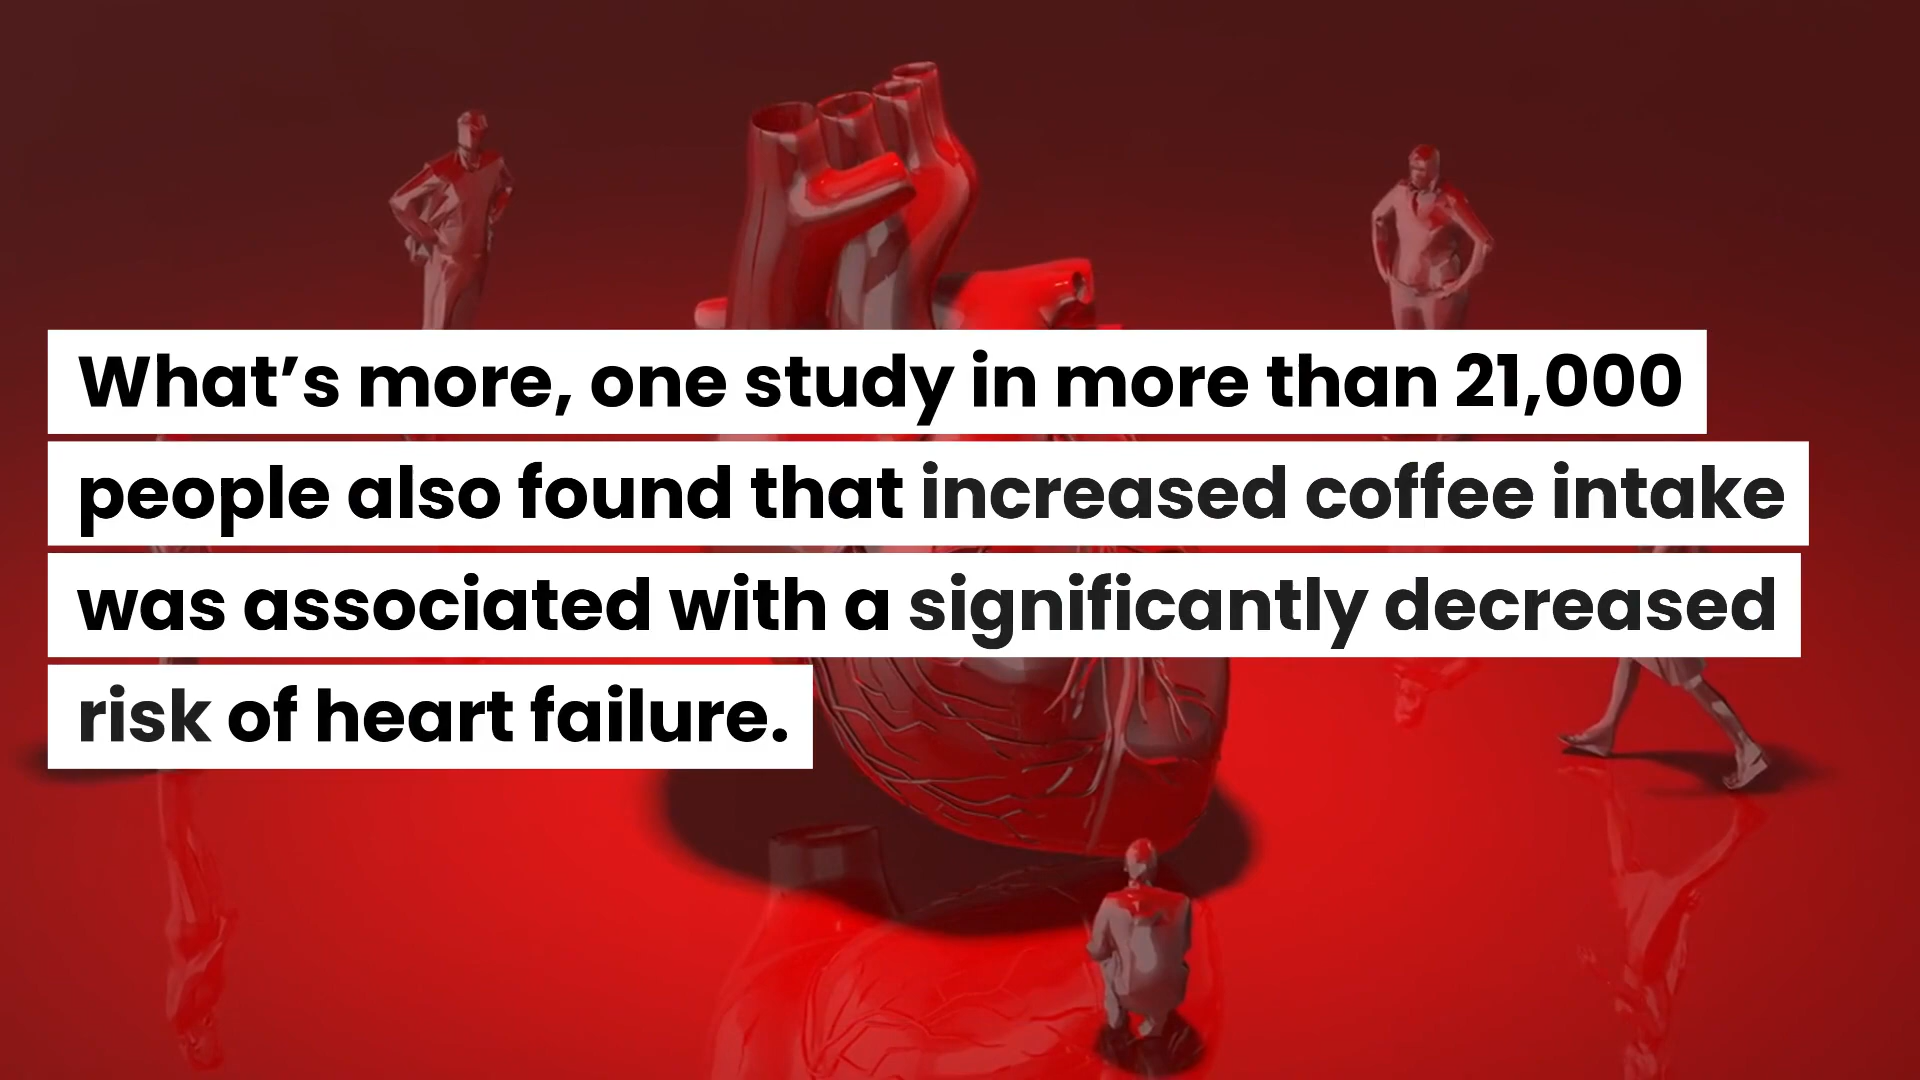 What’s more, one study in more than 21,000
people also found that increased coffee intake
was associated with a significantly decreased
risk of heart failure.